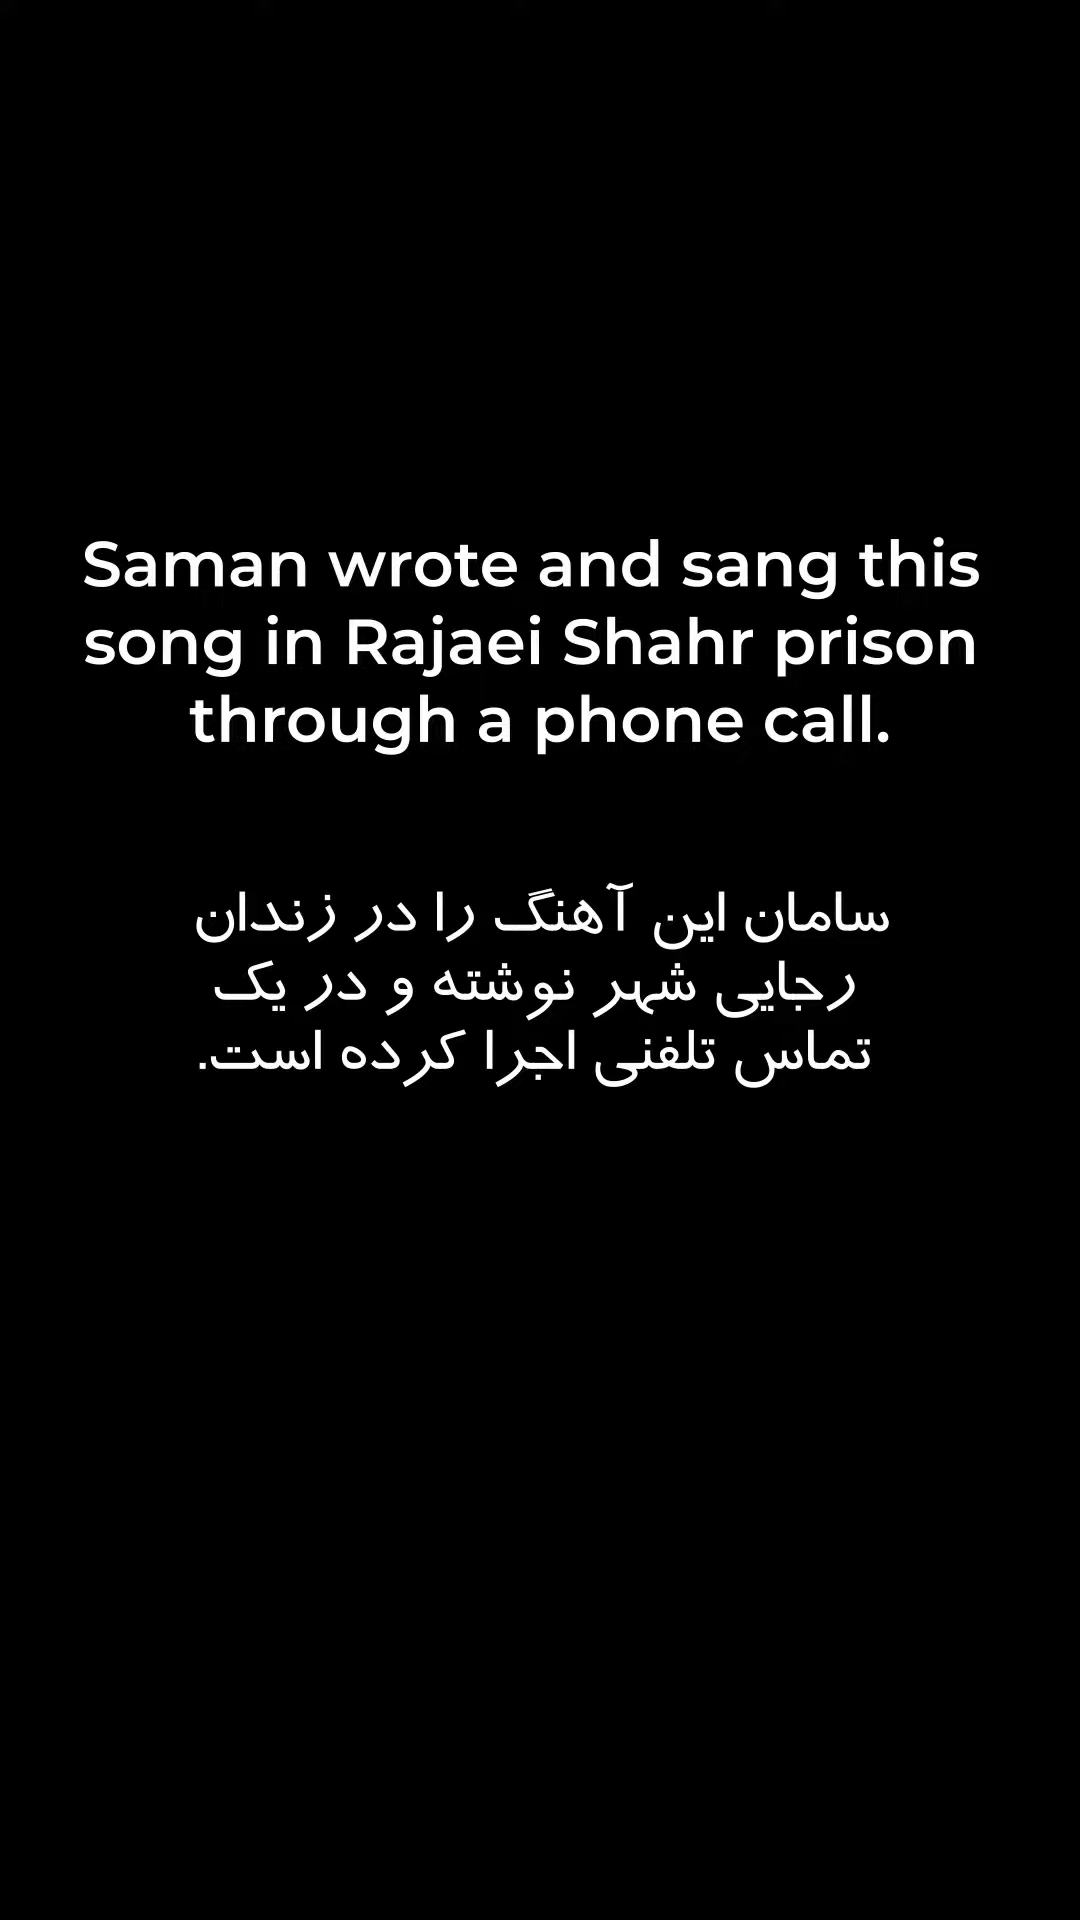 Saman wrote and sang this
song in Rajaei Shahr prison
through a phone call.
سامان این آهنگ را در زندان
رجایی شهر نوشته و در یک
تماس تلفنی اجرا کرده است.